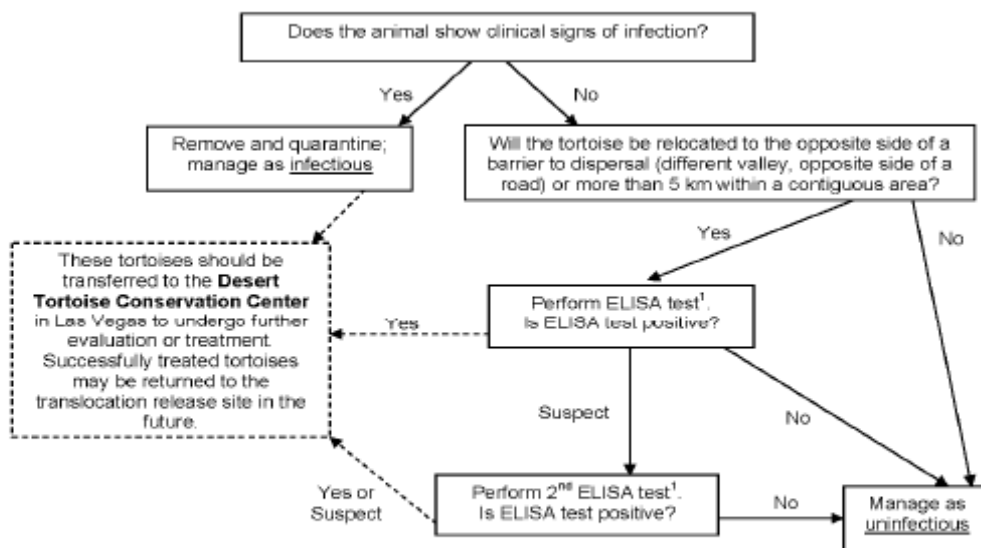 Does the animal show clinical signs of infection?
Yes
No
Remove and quarantine;
manage as infectious
Will the tortoise be relocated to the opposite side of a
barrier to dispersal (different valley, opposite side of a
road) or more than 5 km within a contiguous area?
Yes
No
These tortoises should be
transferred to the Desert
Tortoise Conservation Center
in Las Vegas to undergo further
evaluation or treatment.
Successfully treated tortoises
may be returned to the
translocation release site in the
future.
Yes
Perform ELISA test¹.
Is ELISA test positive?
Suspect
No
Yes or
Suspect
Perform 2nd ELISA test¹.
Is ELISA test positive?
No
Manage as
uninfectious